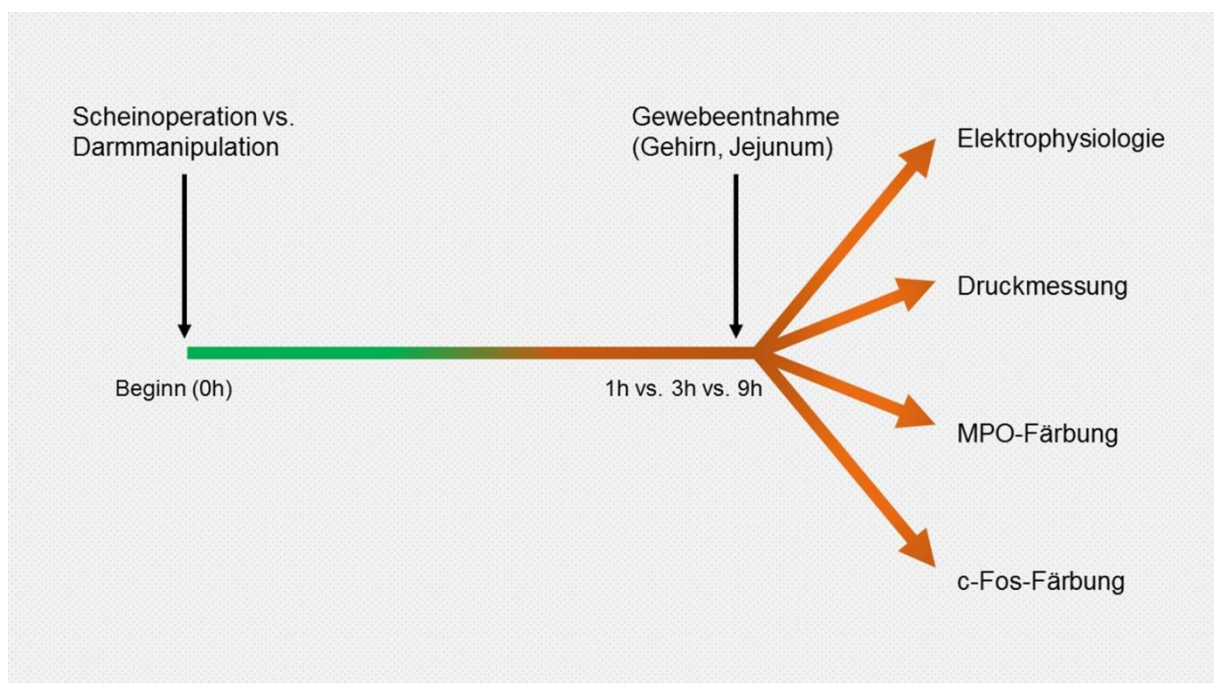 Scheinoperation vs.
Darmmanipulation
Gewebeentnahme
(Gehirn, Jejunum)
Elektrophysiologie
Druckmessung
Beginn (0h)
1h vs. 3h vs. 9h
MPO-Färbung
c-Fos-Färbung